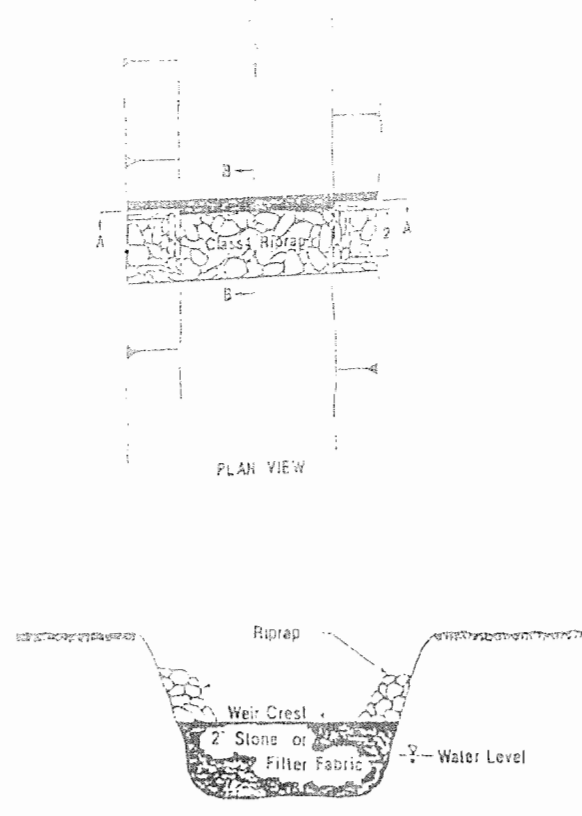 B
A
Class 1 Riprap
2'
A
B
PLAN VIEW
Riprap
Weir Crest
2" Stone or
Filter Fabric
Water Level